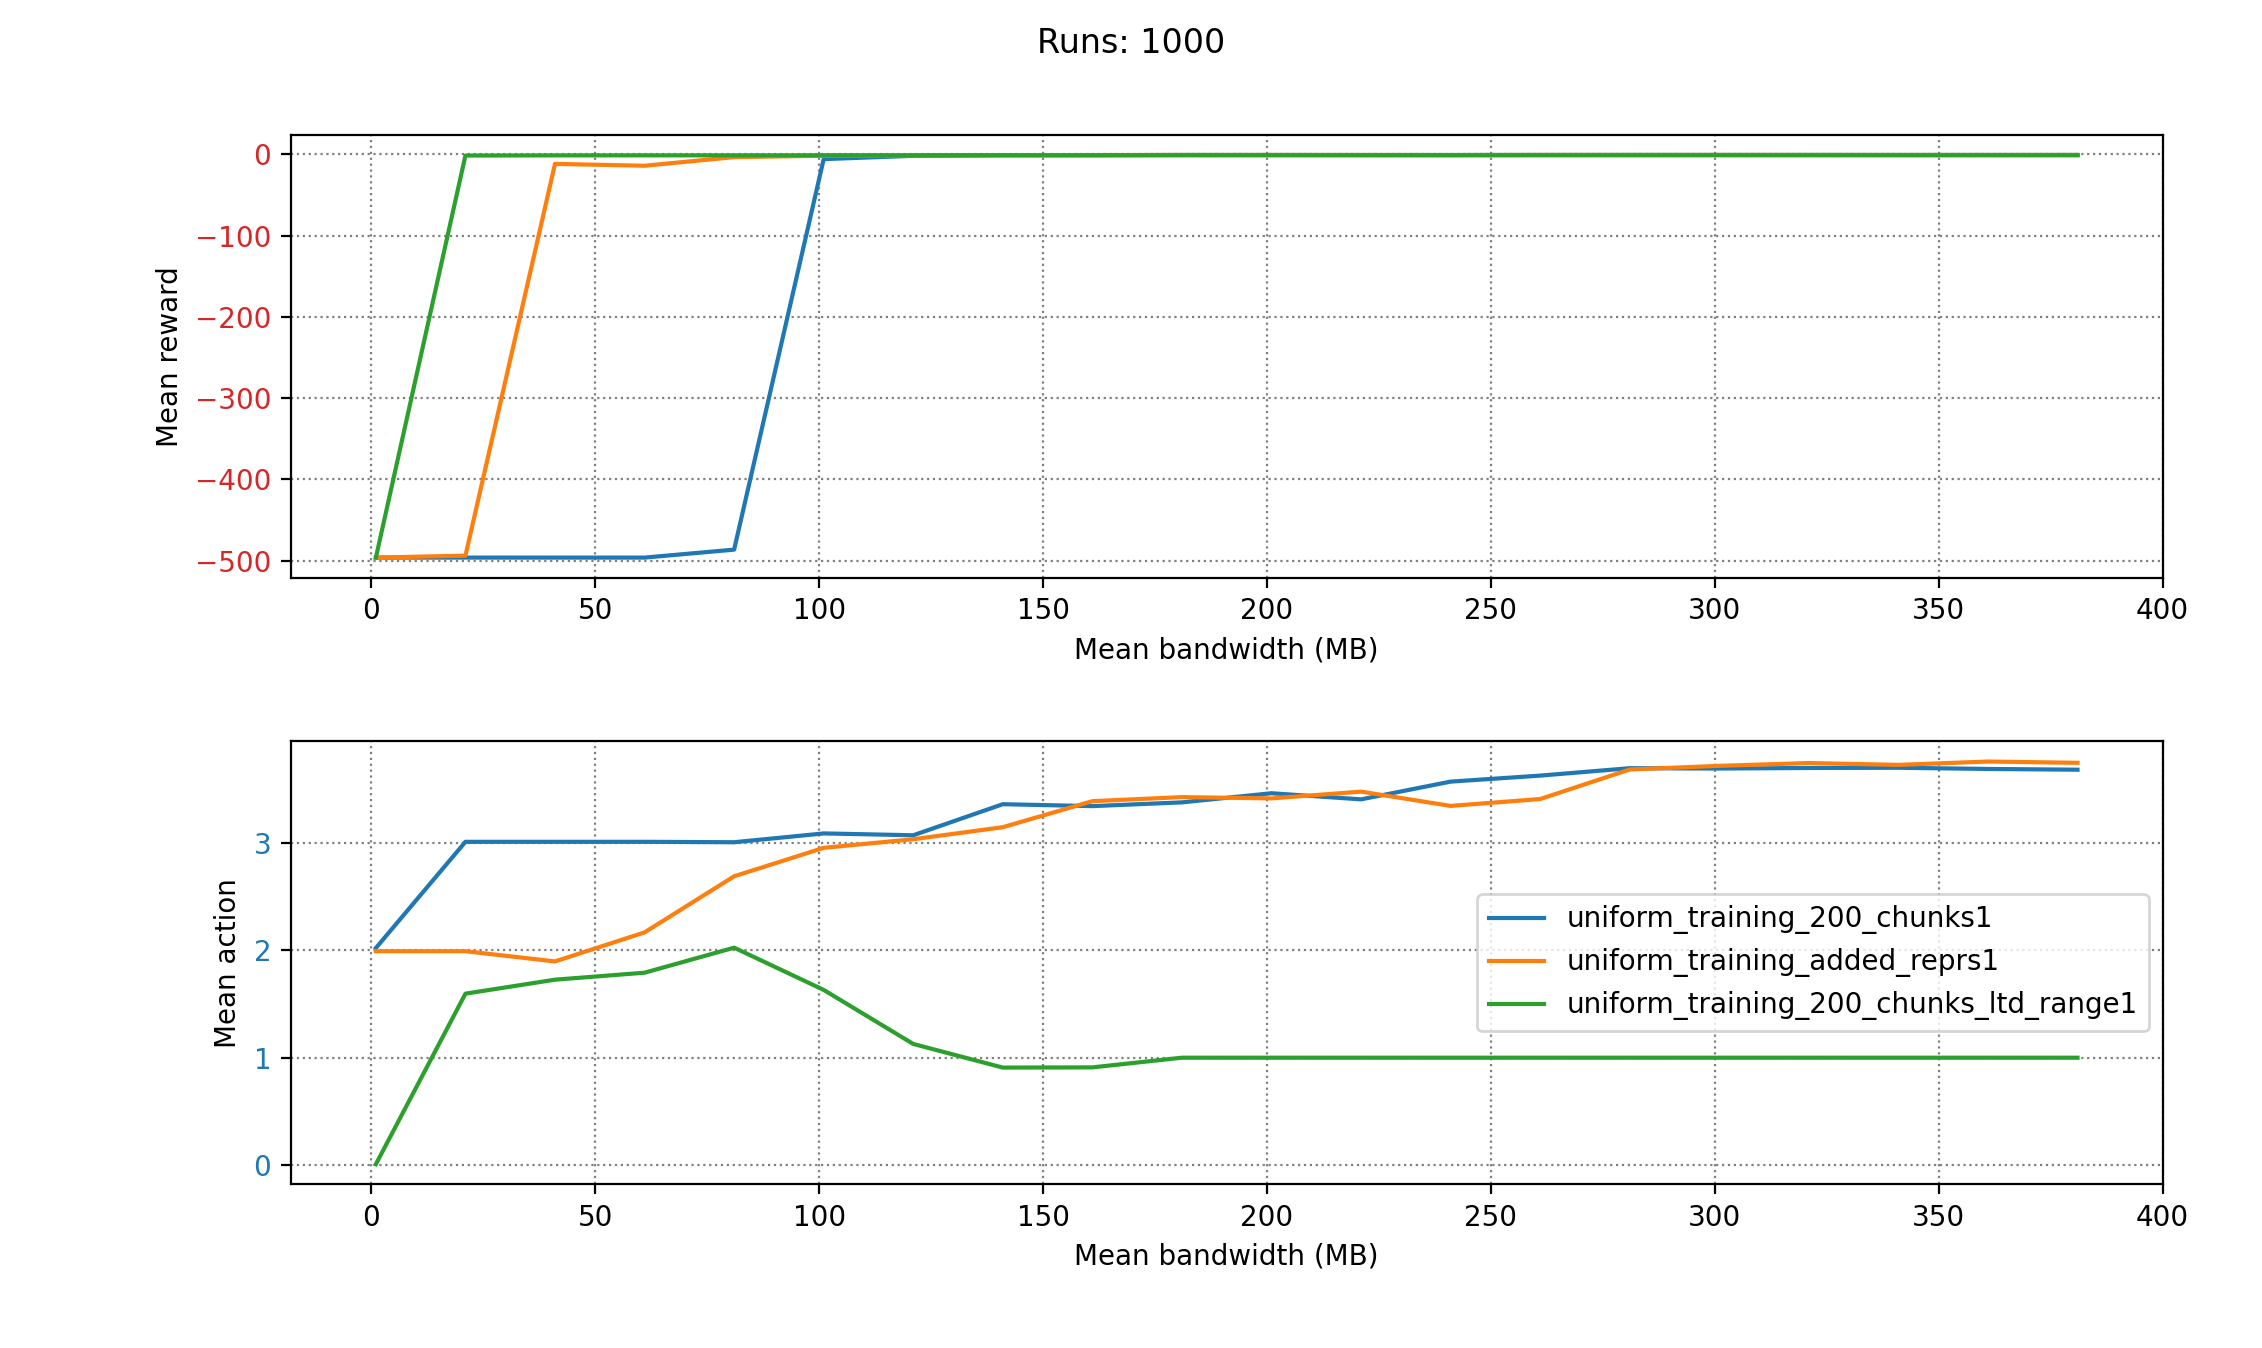 Runs: 1000
0
−100
−200
−300
−400
−500
Mean reward
0 50 100 150 200 250 300 350 400
Mean bandwidth (MB)
3
2
1
0
Mean action
uniform_training_200_chunks1
uniform_training_added_reprs1
uniform_training_200_chunks_ltd_range1
0 50 100 150 200 250 300 350 400
Mean bandwidth (MB)